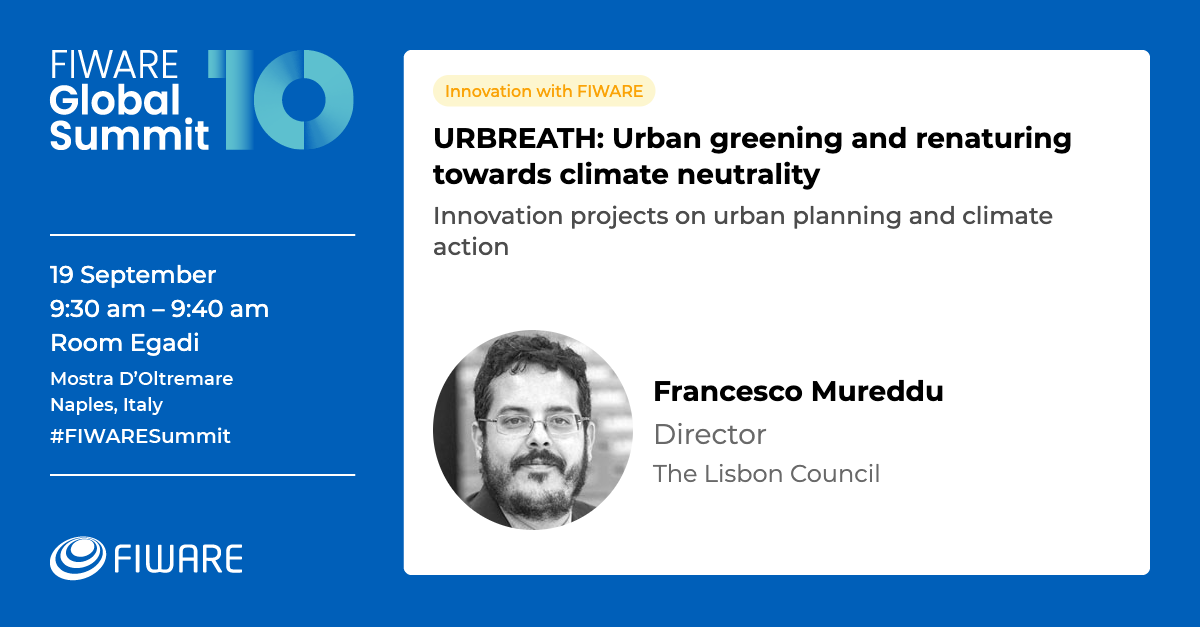 FIWARE
Global
Summit
10
19 September
9:30 am – 9:40 am
Room Egadi
Mostra D’Oltremare
Naples, Italy
#FIWARESummit
FIWARE
Innovation with FIWARE
URBREATH: Urban greening and renaturing
towards climate neutrality
Innovation projects on urban planning and climate
action
Francesco Mureddu
Director
The Lisbon Council